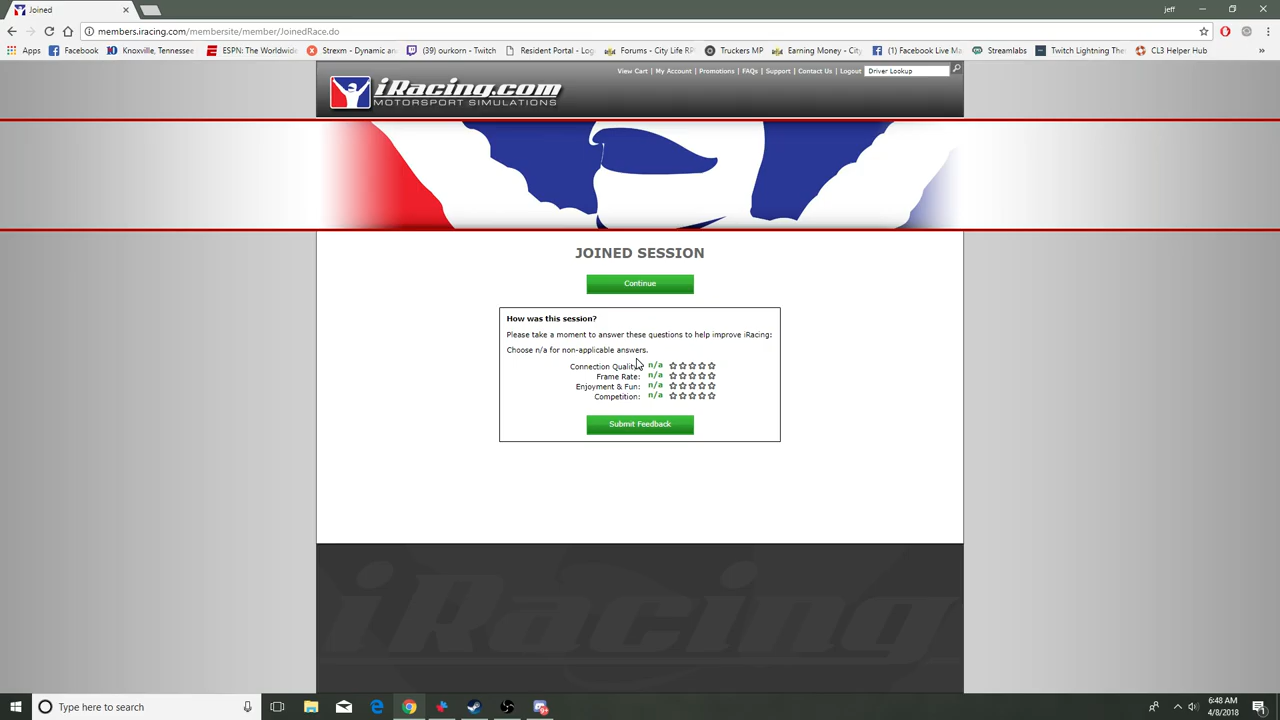 Joined
jeff
members.iracing.com/membersite/member/JoinedRace.do
Apps Facebook Knoxville, Tennessee ESPN: The Worldwide Strexm - Dynamic an (39) Ourkorn - Twitch Resident Portal - Log Forums - City Life RP Truckers MP Earning Money - City (1) Facebook Live Ma Streamlabs Twitch Lightning The CL3 Helper Hub
View Cart | My Account | Promotions | FAQs | Support | Contact Us | Logout Driver Lookup
iRacing.com
MOTORSPORT SIMULATIONS
JOINED SESSION
Continue
How was this session?
Please take a moment to answer these questions to help improve iRacing:
Choose n/a for non-applicable answers.
Connection Quality: n/a
Frame Rate: n/a
Enjoyment & Fun: n/a
Competition: n/a
Submit Feedback
iRacing
Type here to search
6:48 AM
4/8/2018